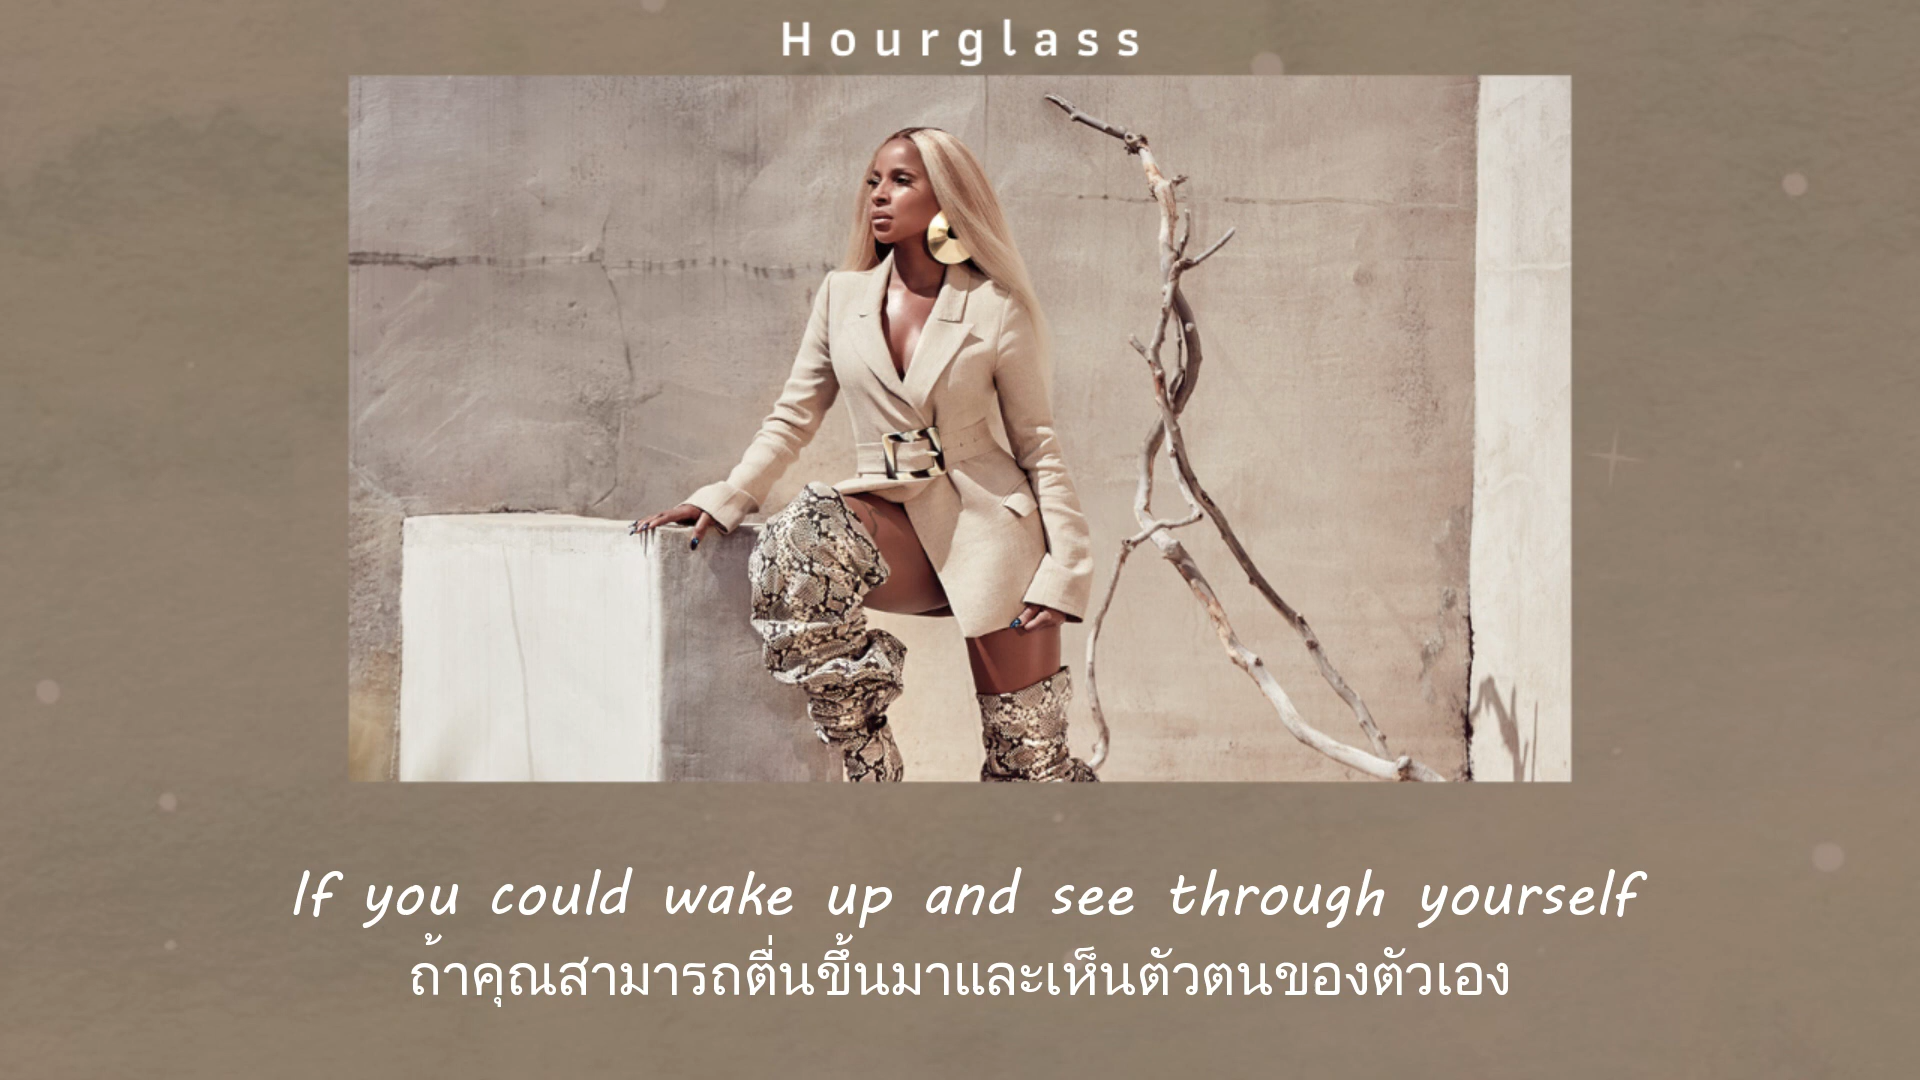 Hourglass
If you could wake up and see through yourself
ถ้าคุณสามารถตื่นขึ้นมาและเห็นตัวตนของตัวเอง